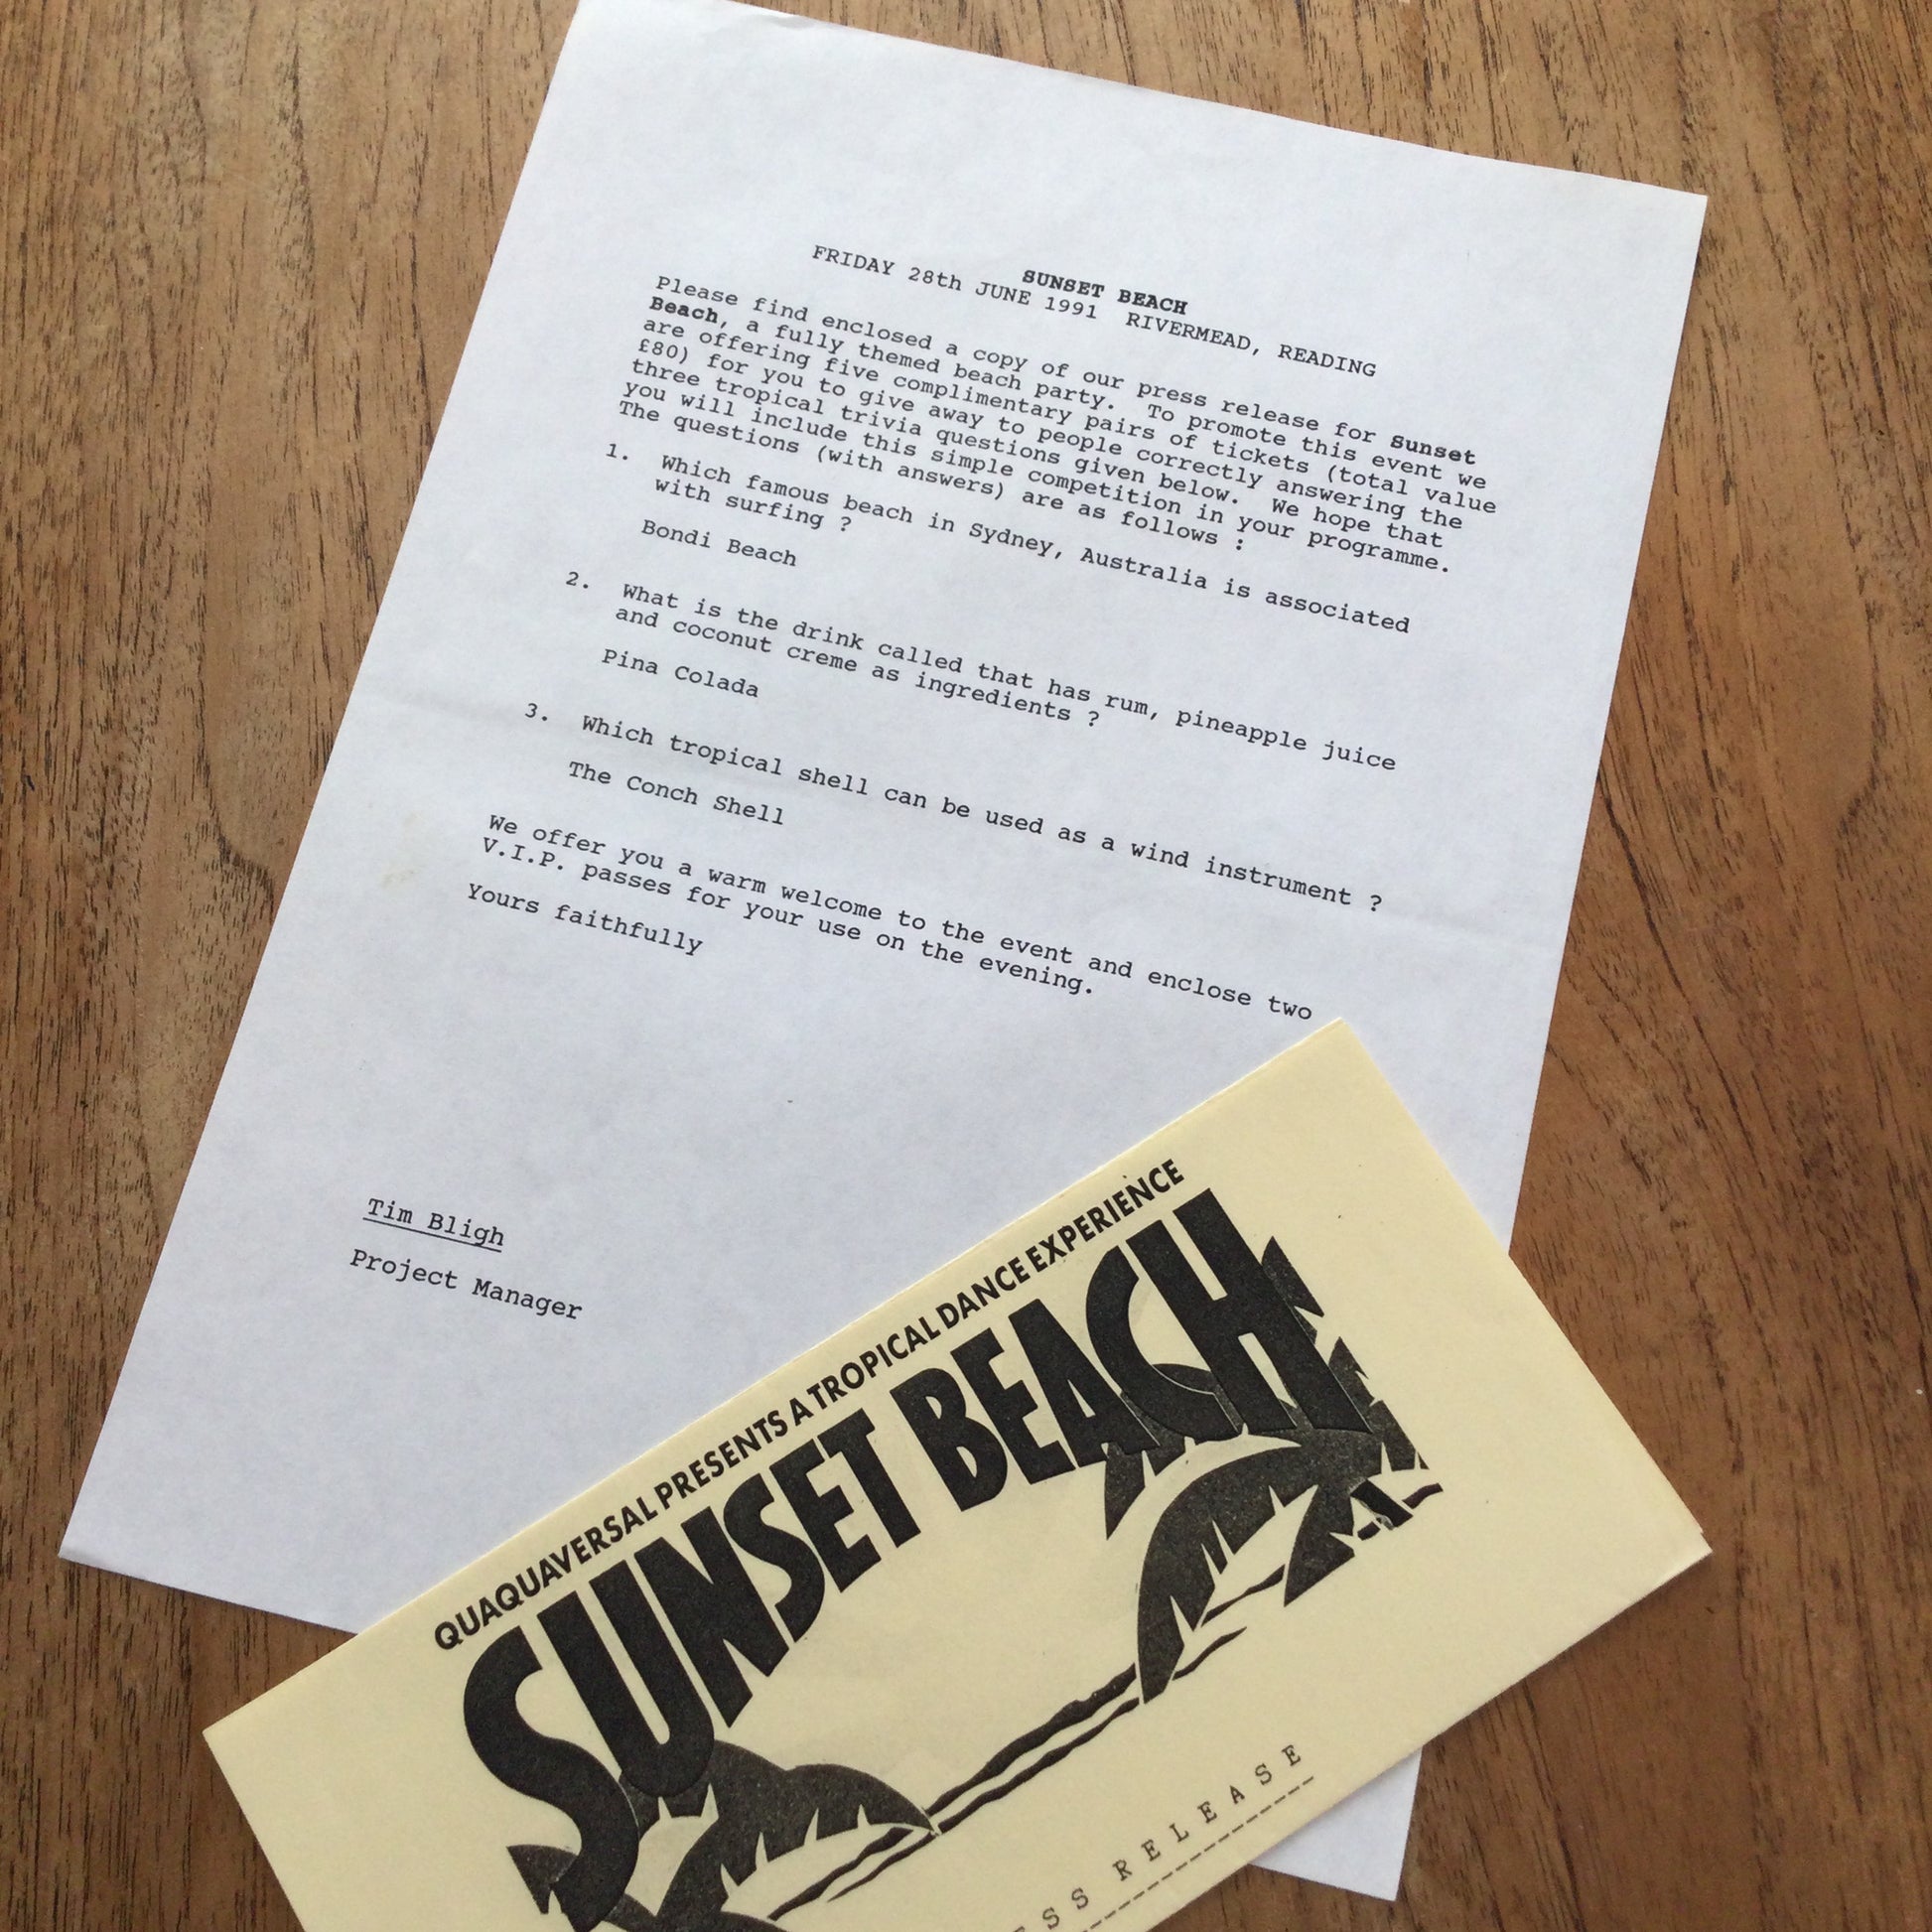 SUNSET BEACH
FRIDAY 28th JUNE 1991 RIVERMEAD, READING
Please find enclosed a copy of our press release for Sunset
Beach, a fully themed beach party. To promote this event we
are offering five complimentary pairs of tickets (total value
£80) for you to give away to people correctly answering the
three tropical trivia questions given below. We hope that
you will include this simple competition in your programme.
The questions (with answers) are as follows :
1. Which famous beach in Sydney, Australia is associated
with surfing ?
Bondi Beach
2. What is the drink called that has rum, pineapple juice
and coconut creme as ingredients ?
Pina Colada
3. Which tropical shell can be used as a wind instrument ?
The Conch Shell
We offer you a warm welcome to the event and enclose two
V.I.P. passes for your use on the evening.
Yours faithfully
Tim Bligh
Project Manager
QUAQUAVERSAL PRESENTS A TROPICAL DANCE EXPERIENCE
SUNSET BEACH
ESS RELEASE